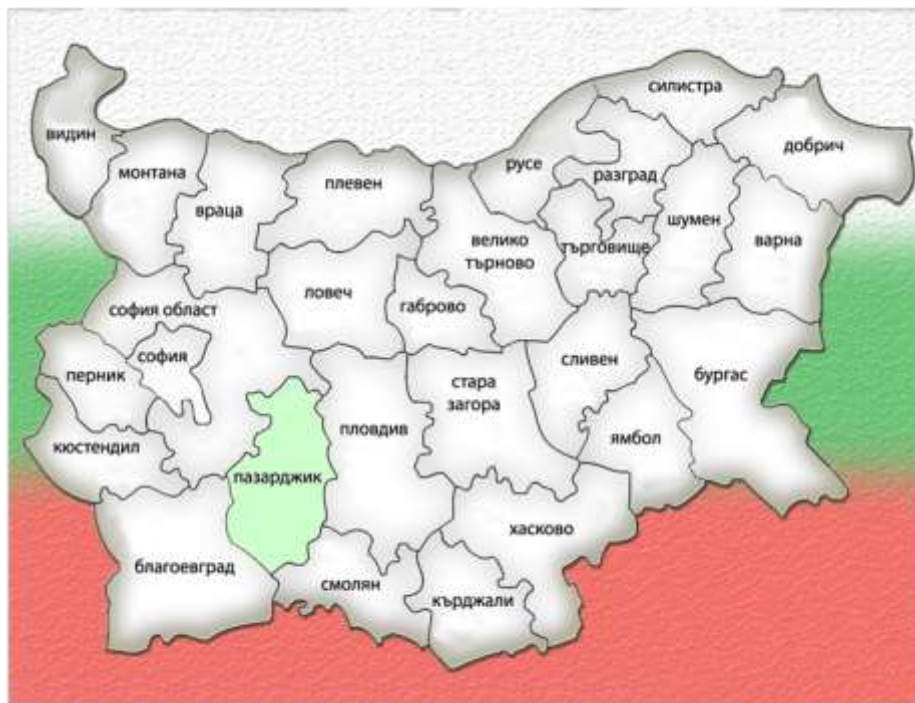 силистра
видин
добрич
русе
монтана
разград
плевен
враца
шумен
варна
велико
търново
търговище
ловеч
габрово
софия област
софия
сливен
перник
бургас
стара
загора
пловдив
ямбол
кюстендил
пазарджик
хасково
благоевград
смолян
кърджали